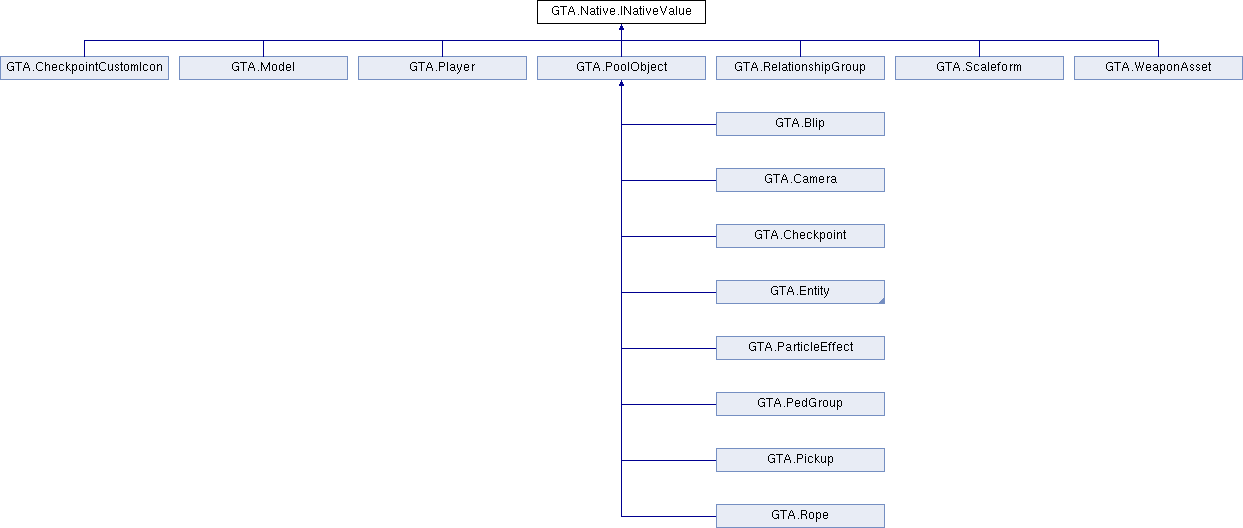 GTA.Native.INativeValue
GTA.CheckpointCustomIcon
GTA.Model
GTA.Player
GTA.PoolObject
GTA.RelationshipGroup
GTA.Scaleform
GTA.WeaponAsset
GTA.Blip
GTA.Camera
GTA.Checkpoint
GTA.Entity
GTA.ParticleEffect
GTA.PedGroup
GTA.Pickup
GTA.Rope